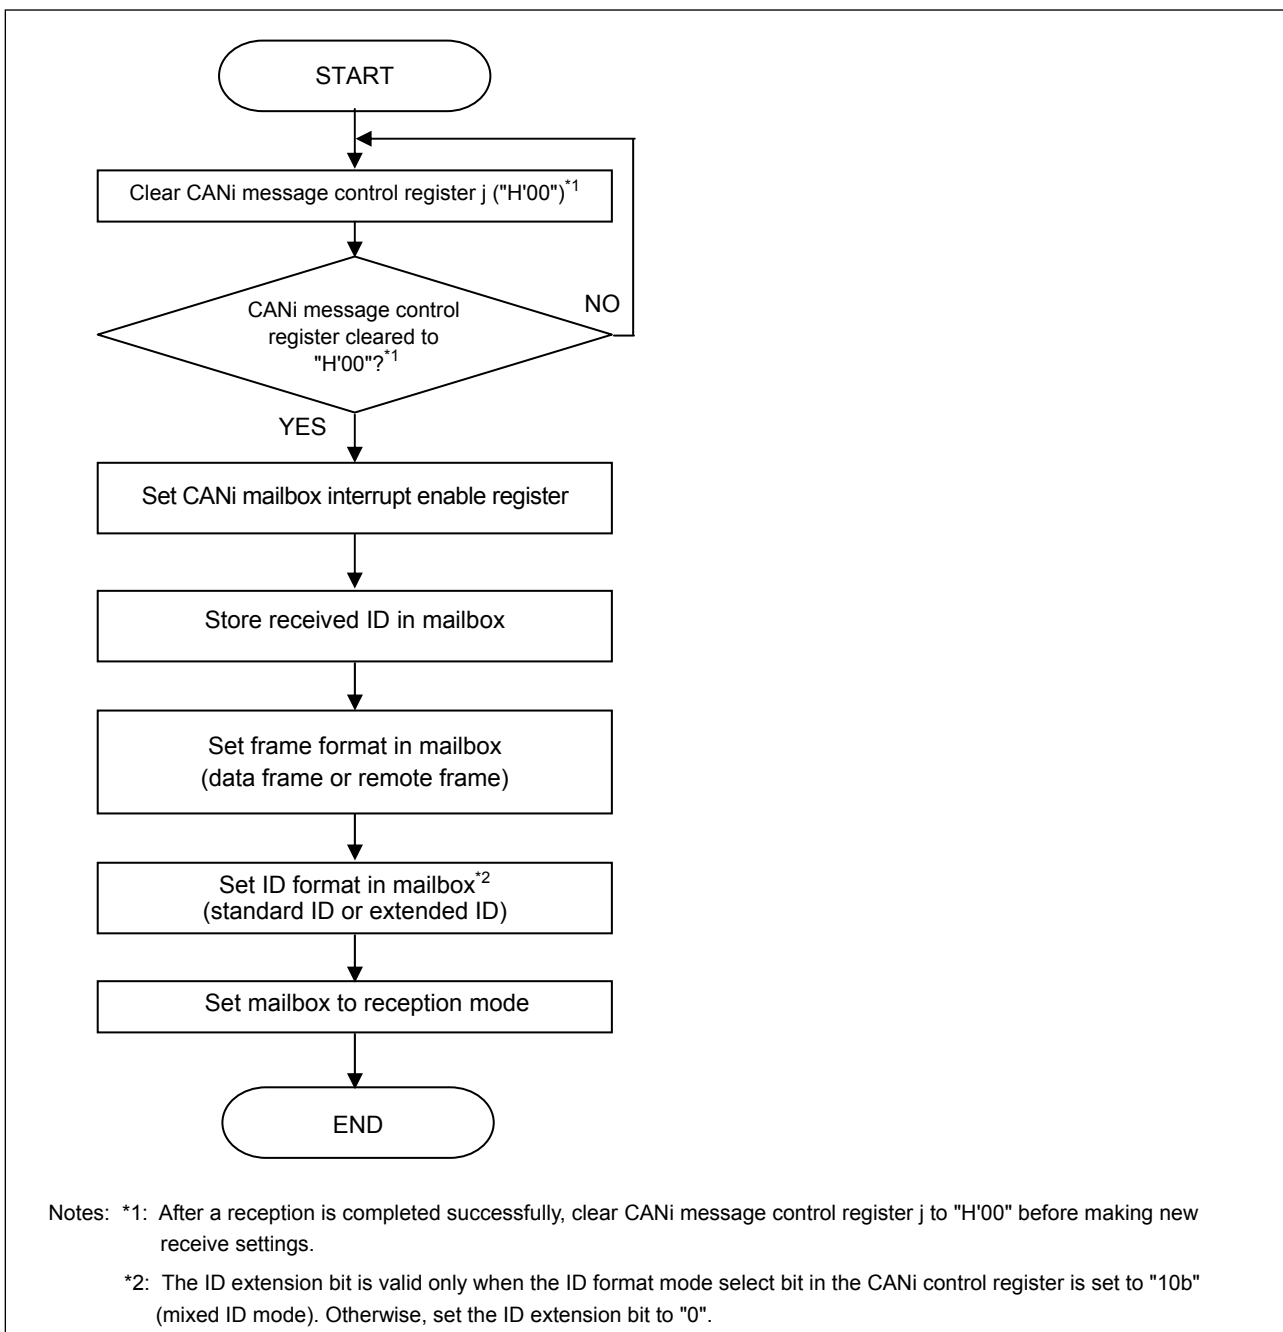 START
Clear CANi message control register j ("H'00")*1
CANi message control
register cleared to
"H'00"?*1
NO
YES
Set CANi mailbox interrupt enable register
Store received ID in mailbox
Set frame format in mailbox
(data frame or remote frame)
Set ID format in mailbox*2
(standard ID or extended ID)
Set mailbox to reception mode
END
Notes: *1: After a reception is completed successfully, clear CANi message control register j to "H'00" before making new
receive settings.
*2: The ID extension bit is valid only when the ID format mode select bit in the CANi control register is set to "10b"
(mixed ID mode). Otherwise, set the ID extension bit to "0".